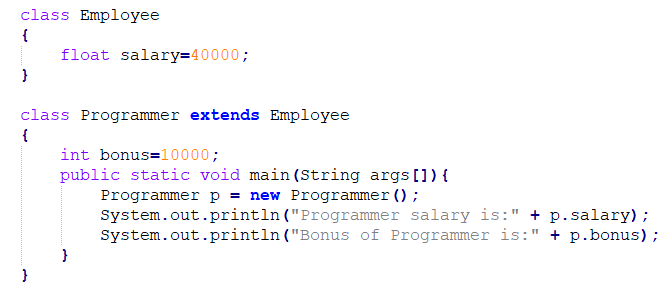 class Employee
{
    float salary=40000;
}

class Programmer extends Employee
{
    int bonus=10000;
    public static void main(String args[]){
        Programmer p = new Programmer();
        System.out.println("Programmer salary is:" + p.salary);
        System.out.println("Bonus of Programmer is:" + p.bonus);
    }
}